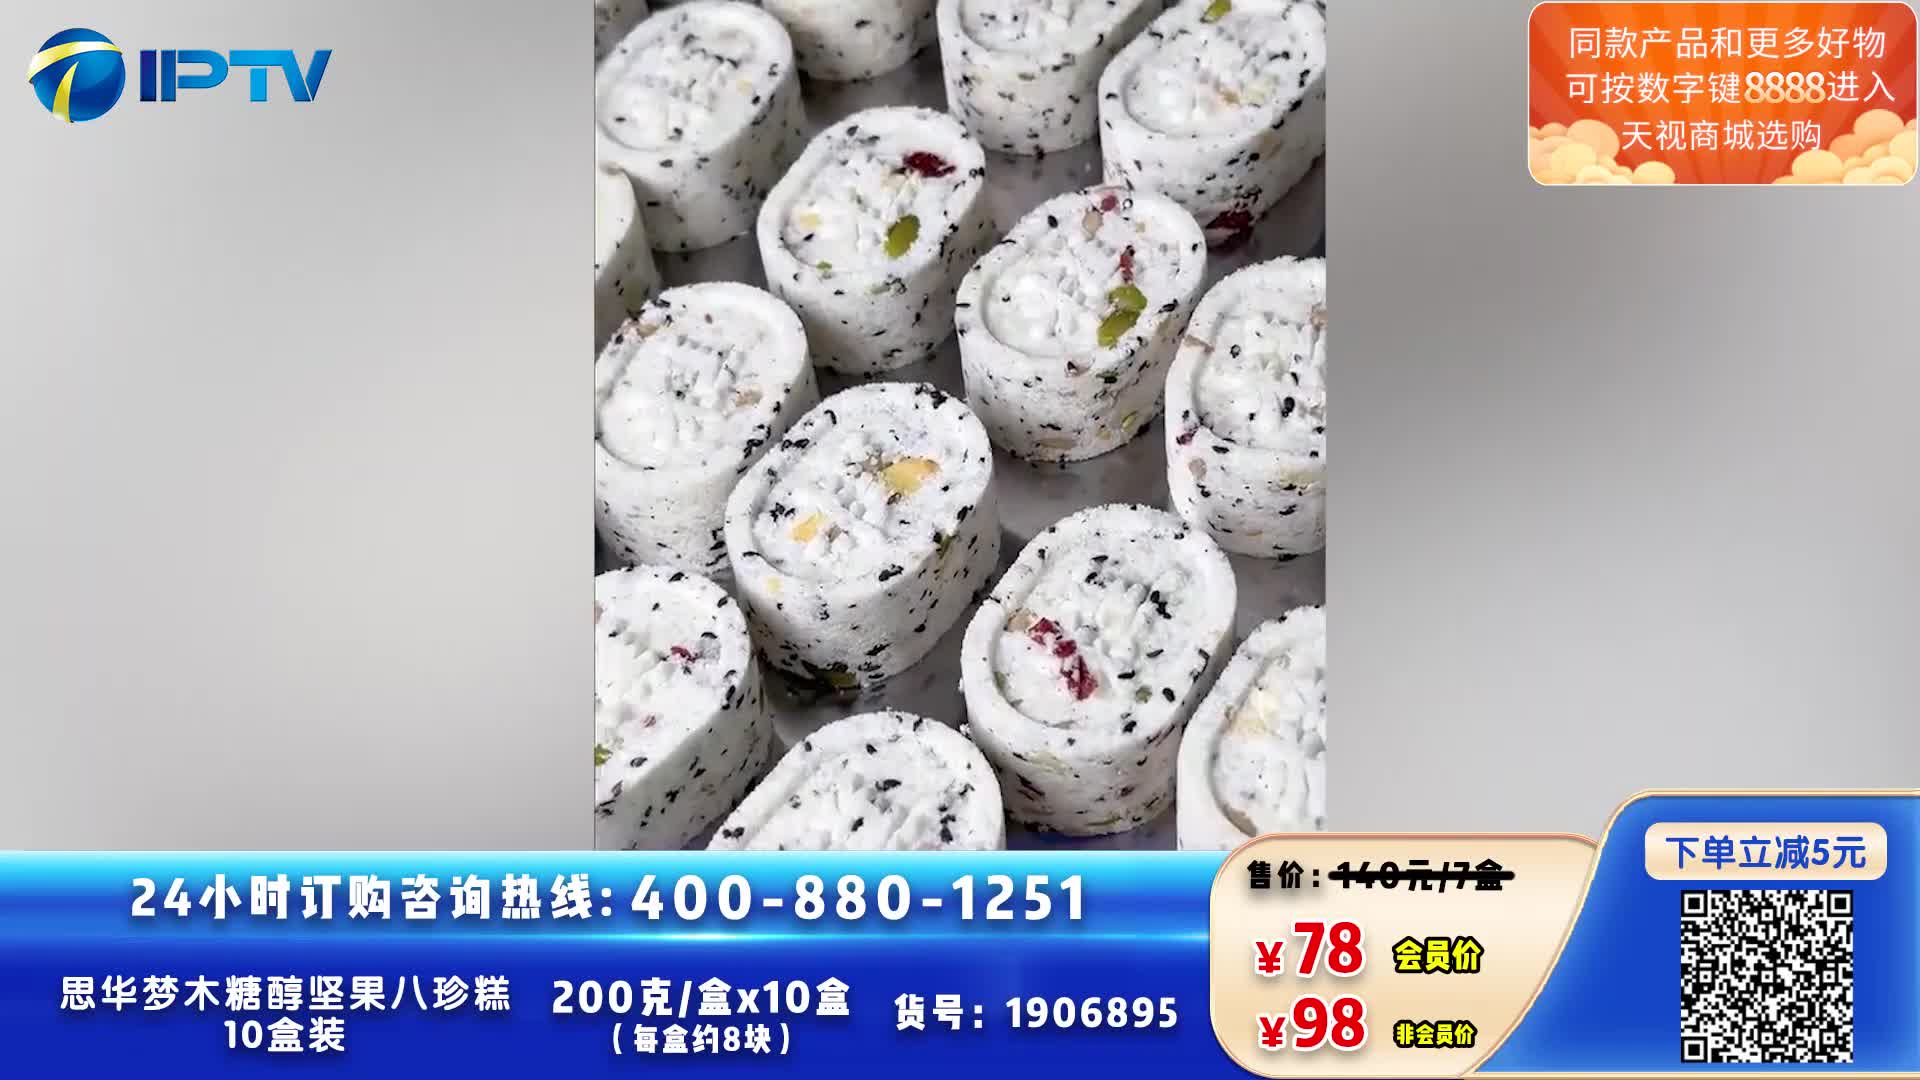 IPTV
同款产品和更多好物
可按数字键8888进入
天视商城选购
24小时订购咨询热线:400-880-1251
思华梦木糖醇坚果八珍糕
10盒装
200克/盒x10盒
(每盒约8块)
货号：1906895
售价：140元/7盒
¥78 会员价
¥98 非会员价
下单立减5元